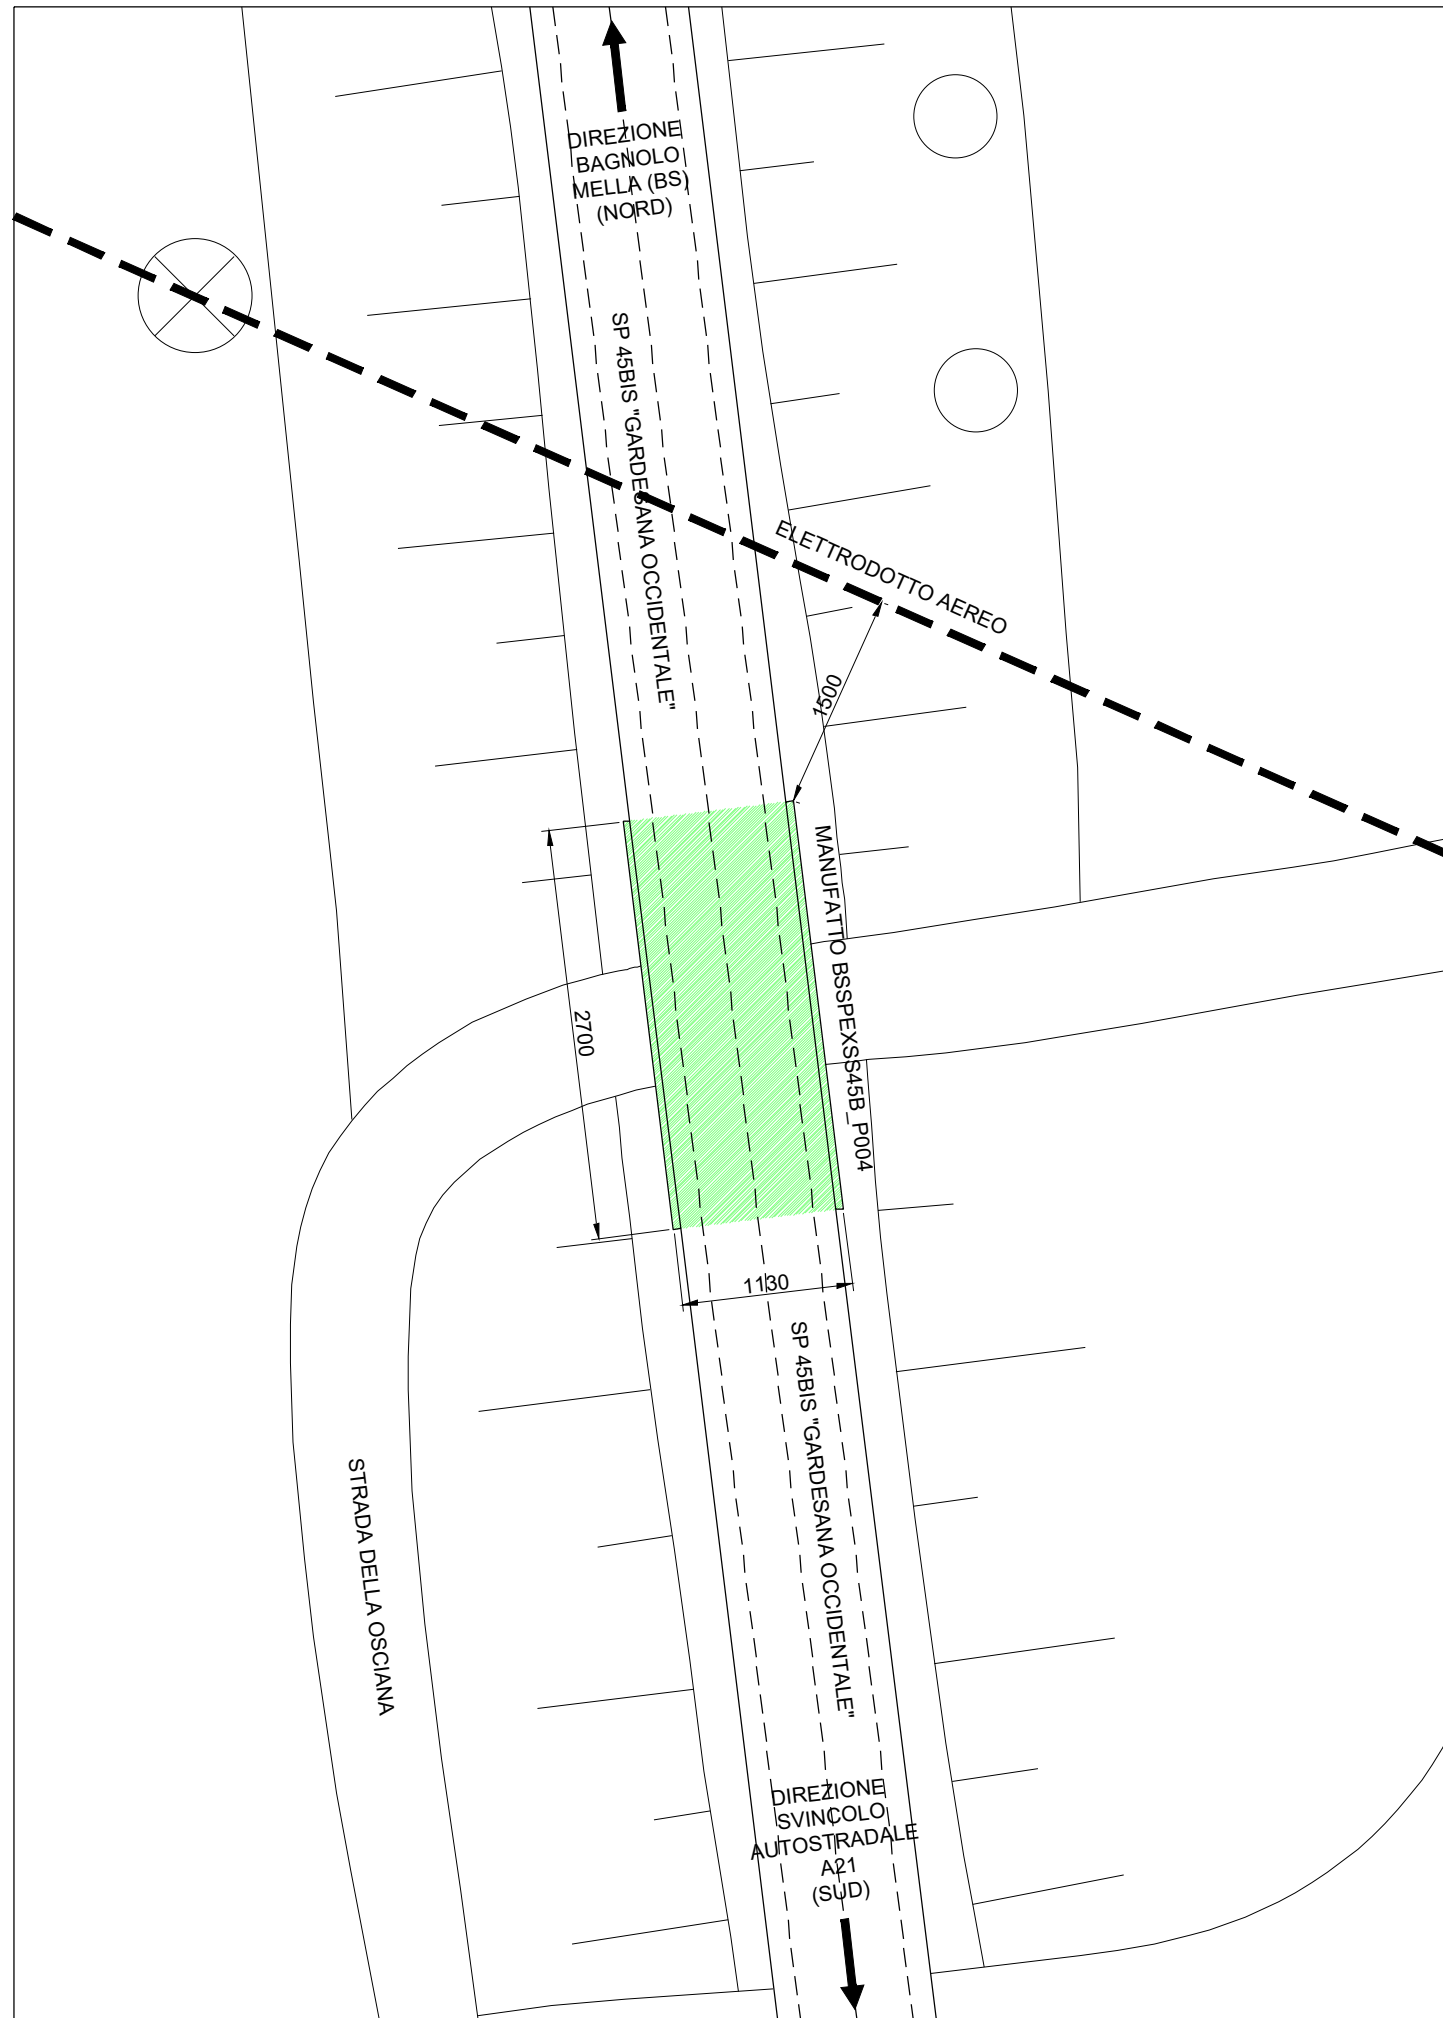 DIREZIONE
BAGNOLO
MELLA (BS)
(NORD)
SP 45BIS "GARDESANA OCCIDENTALE"
ELETTRODOTTO AEREO
1500
MANUFATTO BSSPEXSS45B_P004
2700
1130
SP 45BIS "GARDESANA OCCIDENTALE"
STRADA DELLA OSCIANA
DIREZIONE
SVINCOLO
AUTOSTRADALE
A21
(SUD)